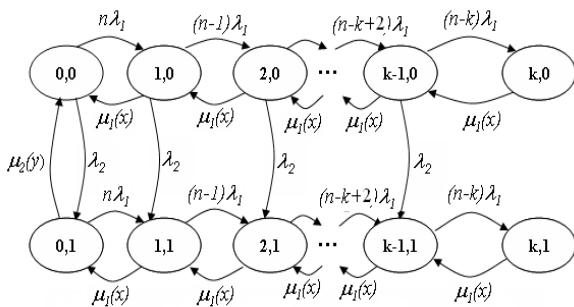 nλ₁ (n-1)λ₁ (n-k+2)λ₁ (n-k)λ₁
0,0 1,0 2,0 ... k-1,0 k,0
μ₁(x) μ₁(x) μ₁(x) μ₁(x) μ₁(x)
μ₂(y) λ₂ λ₂ λ₂ λ₂
nλ₁ (n-1)λ₁ (n-k+2)λ₁ (n-k)λ₁
0,1 1,1 2,1 ... k-1,1 k,1
μ₁(x) μ₁(x) μ₁(x) μ₁(x) μ₁(x)